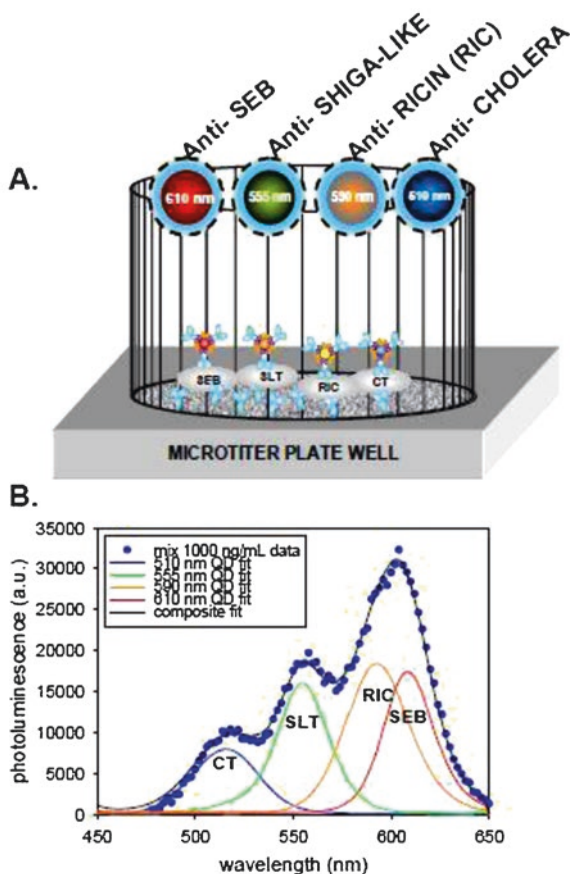 Anti- SEB
Anti- SHIGA-LIKE
Anti- RICIN (RIC)
Anti- CHOLERA
A.
610 nm
555 nm
590 nm
510 nm
SEB
SLT
RIC
CT
MICROTITER PLATE WELL
B.
35000
30000
25000
20000
15000
10000
5000
0
photoluminescence (a.u.)
mix 1000 ng/mL data
510 nm QD fit
555 nm QD fit
590 nm QD fit
610 nm QD fit
composite fit
CT
SLT
RIC
SEB
450
500
550
600
650
wavelength (nm)